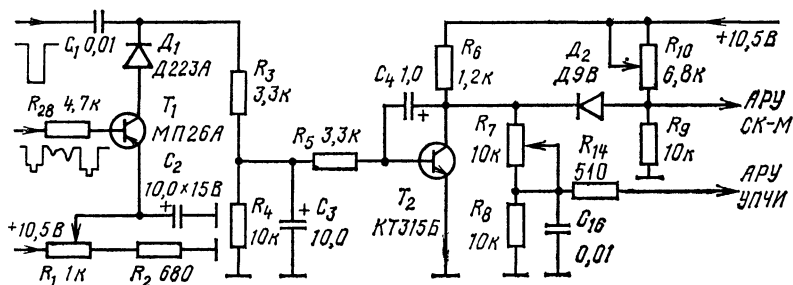 C1 0,01
Д1
Д223А
R28 4,7к
T1
МП26А
C2
10,0×15В
+10,5В
R1 1к
R2 680
R3
3,3к
R4
10к
C3
10,0
R5 3,3к
C4 1,0
R6
1,2к
T2
КТ315Б
R7
10к
R8
10к
Д2
Д9В
R14
510
C16
0,01
R10
6,8к
R9
10к
+10,5В
АРУ
СК-М
АРУ
УПЧИ